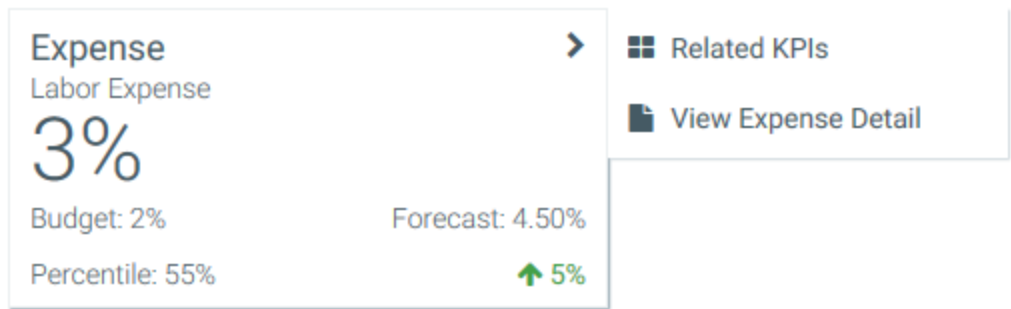 Expense
Labor Expense
3%
Budget: 2% Forecast: 4.50%
Percentile: 55% 5%
Related KPIs
View Expense Detail